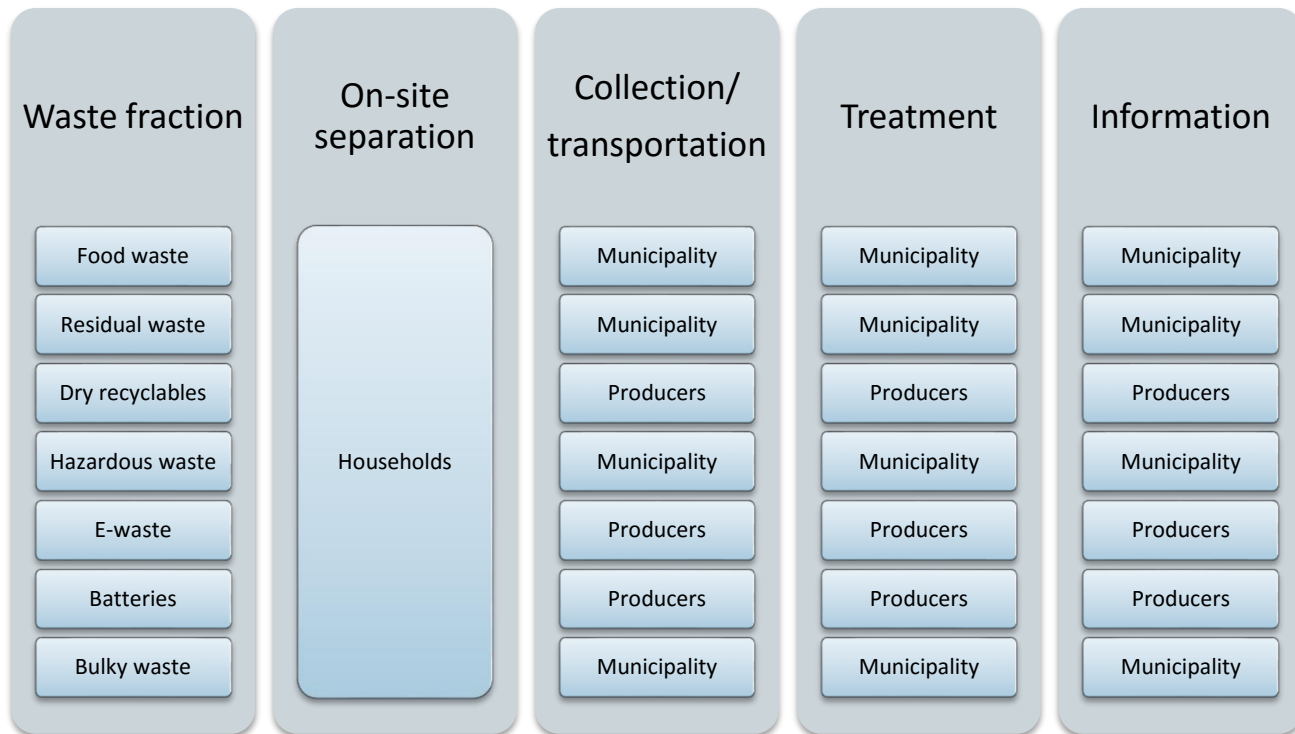 Waste fraction
Food waste
Residual waste
Dry recyclables
Hazardous waste
E-waste
Batteries
Bulky waste
On-site
separation
Households
Collection/
transportation
Municipality
Municipality
Producers
Municipality
Producers
Producers
Municipality
Treatment
Municipality
Municipality
Producers
Municipality
Producers
Producers
Municipality
Information
Municipality
Municipality
Producers
Municipality
Producers
Producers
Municipality